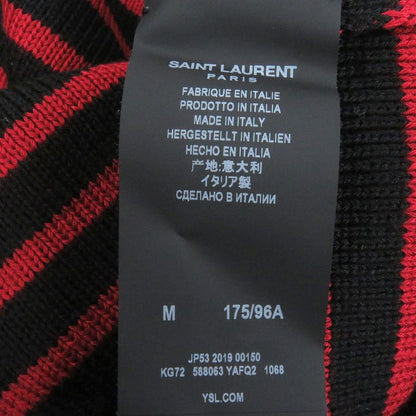 SAINT LAURENT
PARIS
FABRIQUE EN ITALIE
PRODOTTO IN ITALIA
MADE IN ITALY
HERGESTELLT IN ITALIEN
HECHO EN ITALIA
产地:意大利
イタリア製
СДЕЛАНО В ИТАЛИИ
M 175/96A
JP53 2019 00150
KG72 588063 YAFQ2 1068
YSL.COM